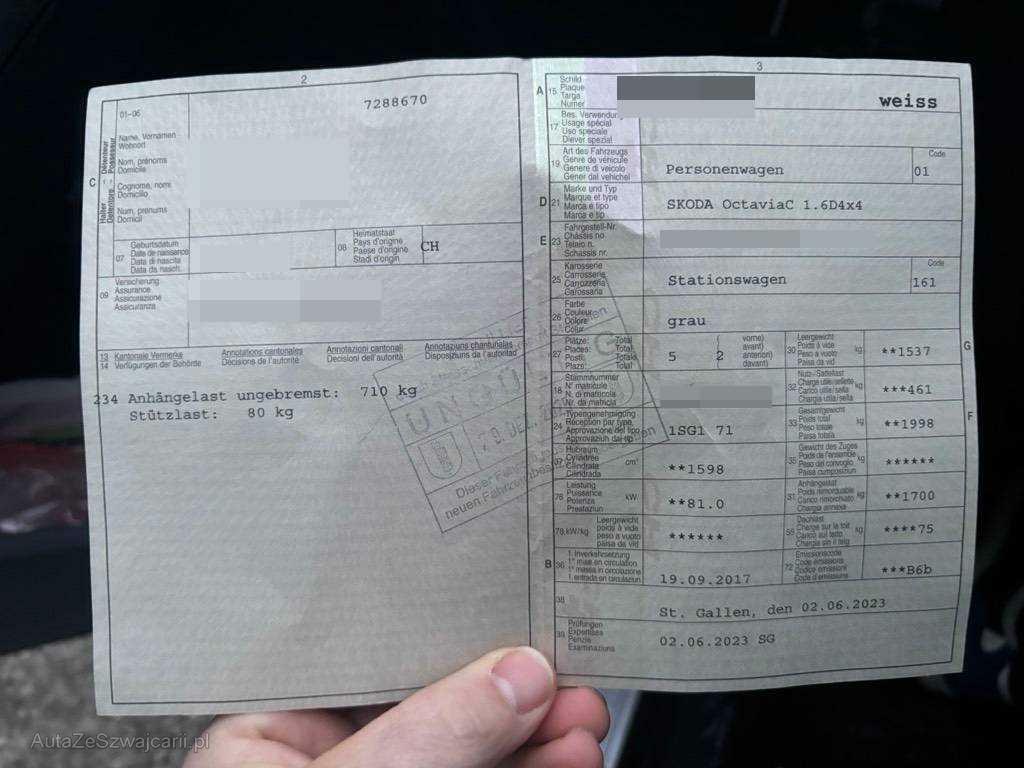 2
7288670
01-06
Detenteur Possessur
Halter Detentore
C
Name, Vornamen
Wohnort
Nom, prénoms
Domicile
Cognome, nomi
Domicilio
Num, prenums
Domicil
07
Geburtsdatum
Date de naissance
Data di nascita
Data da nasch.
08
Heimatstaat
Pays d'origine
Paese d'origine
Stadi d'origin
CH
09
Versicherung
Assurance
Assicurazione
Assicuranza
13 Kantonale Vermerke
14 Verfügungen der Behörde
Annotations cantonales
Décisions de l'autorité
Annotazioni cantonali
Decisioni dell'autorità
Annotaziuns chantunalas
Disposiziuns da l'autoritad
234 Anhängelast ungebremst: 710 kg
Stützlast: 80 kg
UN
DEZ.
Dieser
neuen
3
A 15
Schild
Plaque
Targa
Numer
weiss
17
Bes. Verwendung
Usage spécial
Uso speciale
Diever spezial
19
Art des Fahrzeugs
Genre de véhicule
Genere di veicolo
Gener dal vehichel
Personenwagen
Code
01
D 21
Marke und Typ
Marque et type
Marca e tipo
Marca e tip
SKODA OctaviaC 1.6D4x4
E 23
Fahrgestell-Nr.
Châssis no
Telaio n.
Schassis nr.
25
Karosserie
Carrosserie
Carrozzeria
Carossaria
Stationswagen
Code
161
26
Farbe
Couleur
Colore
Colur
grau
27
Plätze: Total
Places: Total
Posti: Totale
Plazs: Total
5 ( 2
vorne)
avant)
anteriori)
davant)
30
Leergewicht
Poids à vide
Peso a vuoto
Paisa da vid
kg
**1537
G
18
Stammnummer
N° matricule
N. di matricola
Nr. da matricla
32
Nutz-/Sattellast
Charge utile/sellette
Carico utile/sella
Chargia utila/sella
kg
***461
24
Typengenehmigung
Réception par type
Approvazione del tipo
Approvaziun dal tip
1SG1 71
33
Gesamtgewicht
Poids total
Peso totale
Paisa totala
kg
**1998
F
37
Hubraum
Cylindrée
Cilindrata
Cilindrada
cm³
**1598
35
Gewicht des Zuges
Poids de l'ensemble
Peso del convoglio
Paisa cumposiziun
kg
******
76
Leistung
Puissance
Potenza
Prestaziun
kW
**81.0
31
Anhängelast
Poids remorquable
Carico rimorchiato
Chargia annexa
kg
**1700
78 kW/kg
Leergewicht
poids à vide
peso a vuoto
paisa da vid
******
55
Dachlast
Charge sur le toit
Carico sul tetto
Chargia sin il tetg
kg
****75
B 36
1. Inverkehrsetzung
1re mise en circulation
1a messa in circolazione
1. entrada en circulaziun
19.09.2017
72
Emissionscode
Code émissions
Codice emissioni
Code d'emissiuns
***B6b
38
St. Gallen, den 02.06.2023
39
Prüfungen
Expertises
Perizie
Examinaziuns
02.06.2023 SG
AutaZeSzwajcarii.pl